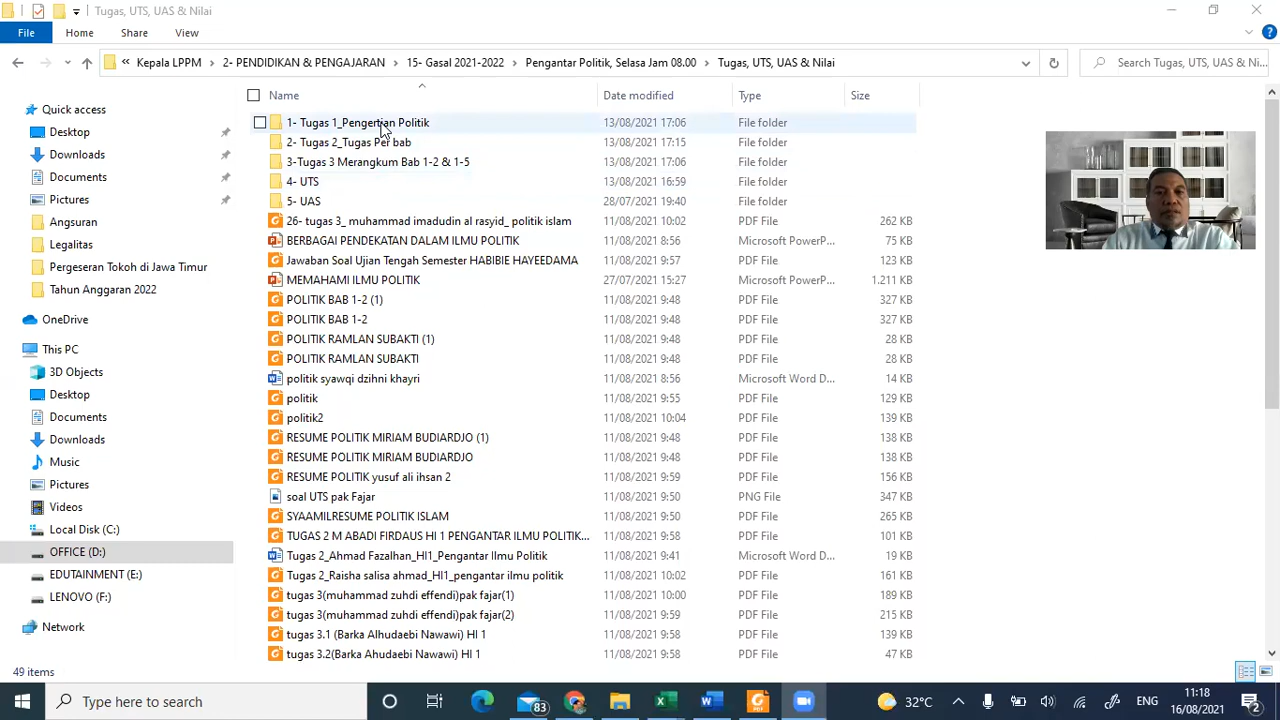 Tugas, UTS, UAS & Nilai
File Home Share View
« Kepala LPPM › 2- PENDIDIKAN & PENGAJARAN › 15- Gasal 2021-2022 › Pengantar Politik, Selasa Jam 08.00 › Tugas, UTS, UAS & Nilai Search Tugas, UTS, UAS & Ni...
Name Date modified Type Size
Quick access
Desktop
Downloads
Documents
Pictures
Angsuran
Legalitas
Pergeseran Tokoh di Jawa Timur
Tahun Anggaran 2022
OneDrive
This PC
3D Objects
Desktop
Documents
Downloads
Music
Pictures
Videos
Local Disk (C:)
OFFICE (D:)
EDUTAINMENT (E:)
LENOVO (F:)
Network
1- Tugas 1_Pengertian Politik 13/08/2021 17:06 File folder
2- Tugas 2_Tugas Per bab 13/08/2021 17:15 File folder
3-Tugas 3 Merangkum Bab 1-2 & 1-5 13/08/2021 17:06 File folder
4- UTS 13/08/2021 16:59 File folder
5- UAS 28/07/2021 19:40 File folder
26- tugas 3_ muhammad imadudin al rasyid_ politik islam 11/08/2021 10:02 PDF File 262 KB
BERBAGAI PENDEKATAN DALAM ILMU POLITIK 11/08/2021 8:56 Microsoft PowerP... 75 KB
Jawaban Soal Ujian Tengah Semester HABIBIE HAYEEDAMA 11/08/2021 9:57 PDF File 123 KB
MEMAHAMI ILMU POLITIK 27/07/2021 15:27 Microsoft PowerP... 1.211 KB
POLITIK BAB 1-2 (1) 11/08/2021 9:48 PDF File 327 KB
POLITIK BAB 1-2 11/08/2021 9:48 PDF File 327 KB
POLITIK RAMLAN SUBAKTI (1) 11/08/2021 9:48 PDF File 28 KB
POLITIK RAMLAN SUBAKTI 11/08/2021 9:48 PDF File 28 KB
politik syawqi dzihni khayri 11/08/2021 8:56 Microsoft Word D... 14 KB
politik 11/08/2021 9:55 PDF File 129 KB
politik2 11/08/2021 10:04 PDF File 139 KB
RESUME POLITIK MIRIAM BUDIARDJO (1) 11/08/2021 9:48 PDF File 138 KB
RESUME POLITIK MIRIAM BUDIARDJO 11/08/2021 9:48 PDF File 138 KB
RESUME POLITIK yusuf ali ihsan 2 11/08/2021 9:59 PDF File 156 KB
soal UTS pak Fajar 11/08/2021 9:50 PNG File 347 KB
SYAAMILRESUME POLITIK ISLAM 11/08/2021 9:50 PDF File 265 KB
TUGAS 2 M ABADI FIRDAUS HI 1 PENGANTAR ILMU POLITIK... 11/08/2021 9:58 PDF File 101 KB
Tugas 2_Ahmad Fazalhan_HI1_Pengantar Ilmu Politik 11/08/2021 9:41 Microsoft Word D... 19 KB
Tugas 2_Raisha salisa ahmad_HI1_pengantar ilmu politik 11/08/2021 10:02 PDF File 161 KB
tugas 3(muhammad zuhdi effendi)pak fajar(1) 11/08/2021 10:00 PDF File 189 KB
tugas 3(muhammad zuhdi effendi)pak fajar(2) 11/08/2021 9:59 PDF File 215 KB
tugas 3.1 (Barka Alhudaebi Nawawi) HI 1 11/08/2021 9:58 PDF File 139 KB
tugas 3.2(Barka Ahudaebi Nawawi) HI 1 11/08/2021 9:58 PDF File 47 KB
49 items
Type here to search 83 32°C ENG 11:18
16/08/2021 2